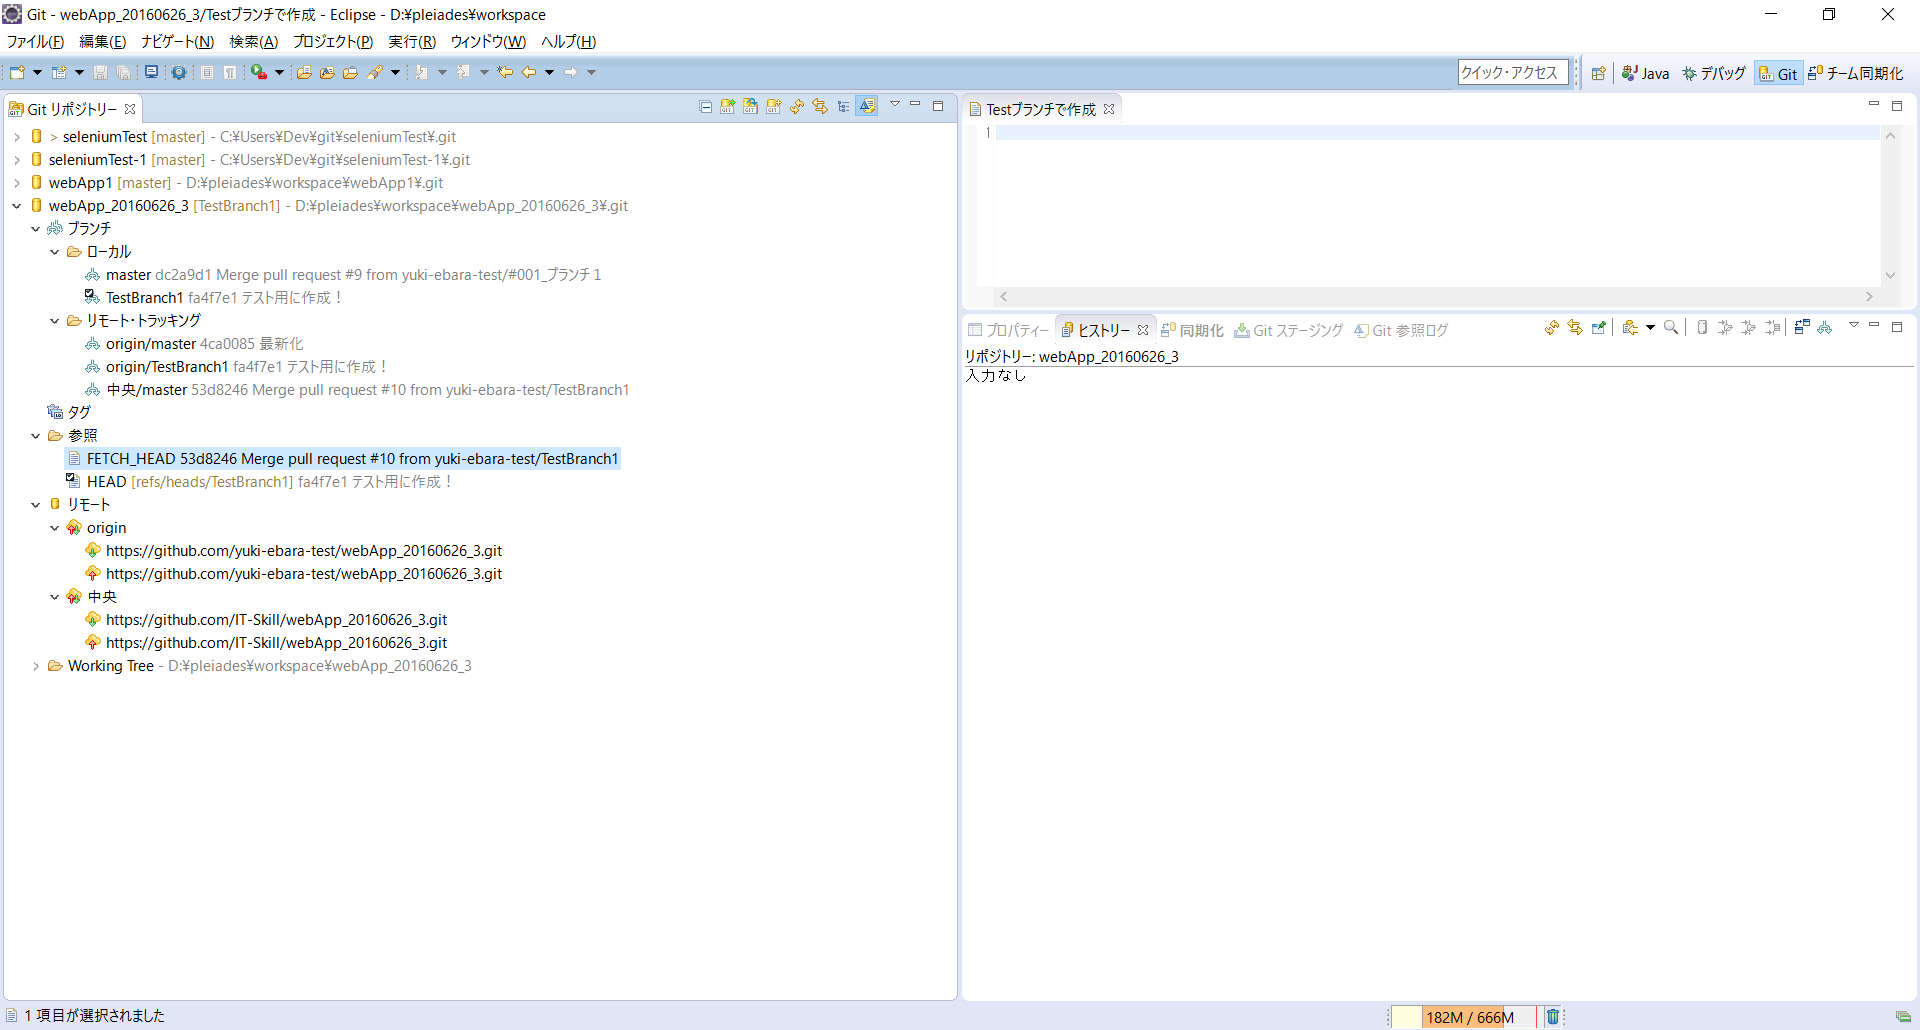 Git - webApp_20160626_3/Testブランチで作成 - Eclipse - D:¥pleiades¥workspace
ファイル(F) 編集(E) ナビゲート(N) 検索(A) プロジェクト(P) 実行(R) ウィンドウ(W) ヘルプ(H)
クイック・アクセス Java デバッグ Git チーム同期化
Git リポジトリー
> seleniumTest [master] - C:¥Users¥Dev¥git¥seleniumTest¥.git
seleniumTest-1 [master] - C:¥Users¥Dev¥git¥seleniumTest-1¥.git
webApp1 [master] - D:¥pleiades¥workspace¥webApp1¥.git
webApp_20160626_3 [TestBranch1] - D:¥pleiades¥workspace¥webApp_20160626_3¥.git
ブランチ
ローカル
master dc2a9d1 Merge pull request #9 from yuki-ebara-test/#001_ブランチ1
TestBranch1 fa4f7e1 テスト用に作成！
リモート・トラッキング
origin/master 4ca0085 最新化
origin/TestBranch1 fa4f7e1 テスト用に作成！
中央/master 53d8246 Merge pull request #10 from yuki-ebara-test/TestBranch1
タグ
参照
FETCH_HEAD 53d8246 Merge pull request #10 from yuki-ebara-test/TestBranch1
HEAD [refs/heads/TestBranch1] fa4f7e1 テスト用に作成！
リモート
origin
https://github.com/yuki-ebara-test/webApp_20160626_3.git
https://github.com/yuki-ebara-test/webApp_20160626_3.git
中央
https://github.com/IT-Skill/webApp_20160626_3.git
https://github.com/IT-Skill/webApp_20160626_3.git
Working Tree - D:¥pleiades¥workspace¥webApp_20160626_3
Testブランチで作成
1
プロパティー ヒストリー 同期化 Git ステージング Git 参照ログ
リポジトリー: webApp_20160626_3
入力なし
1 項目が選択されました
182M / 666M